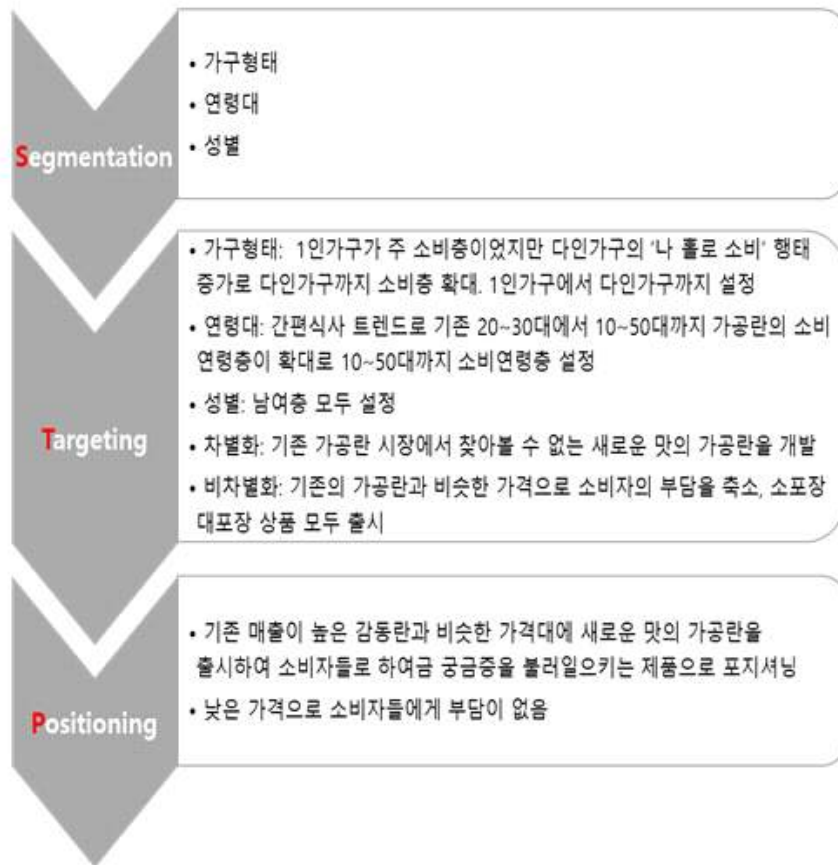 Segmentation
• 가구형태
• 연령대
• 성별
Targeting
• 가구형태: 1인가구가 주 소비층이었지만 다인가구의 '나 홀로 소비' 행태
증가로 다인가구까지 소비층 확대. 1인가구에서 다인가구까지 설정
• 연령대: 간편식사 트렌드로 기존 20~30대에서 10~50대까지 가공란의 소비
연령층이 확대로 10~50대까지 소비연령층 설정
• 성별: 남여층 모두 설정
• 차별화: 기존 가공란 시장에서 찾아볼 수 없는 새로운 맛의 가공란을 개발
• 비차별화: 기존의 가공란과 비슷한 가격으로 소비자의 부담을 축소, 소포장
대포장 상품 모두 출시
Positioning
• 기존 매출이 높은 감동란과 비슷한 가격대에 새로운 맛의 가공란을
출시하여 소비자들로 하여금 궁금증을 불러일으키는 제품으로 포지셔닝
• 낮은 가격으로 소비자들에게 부담이 없음